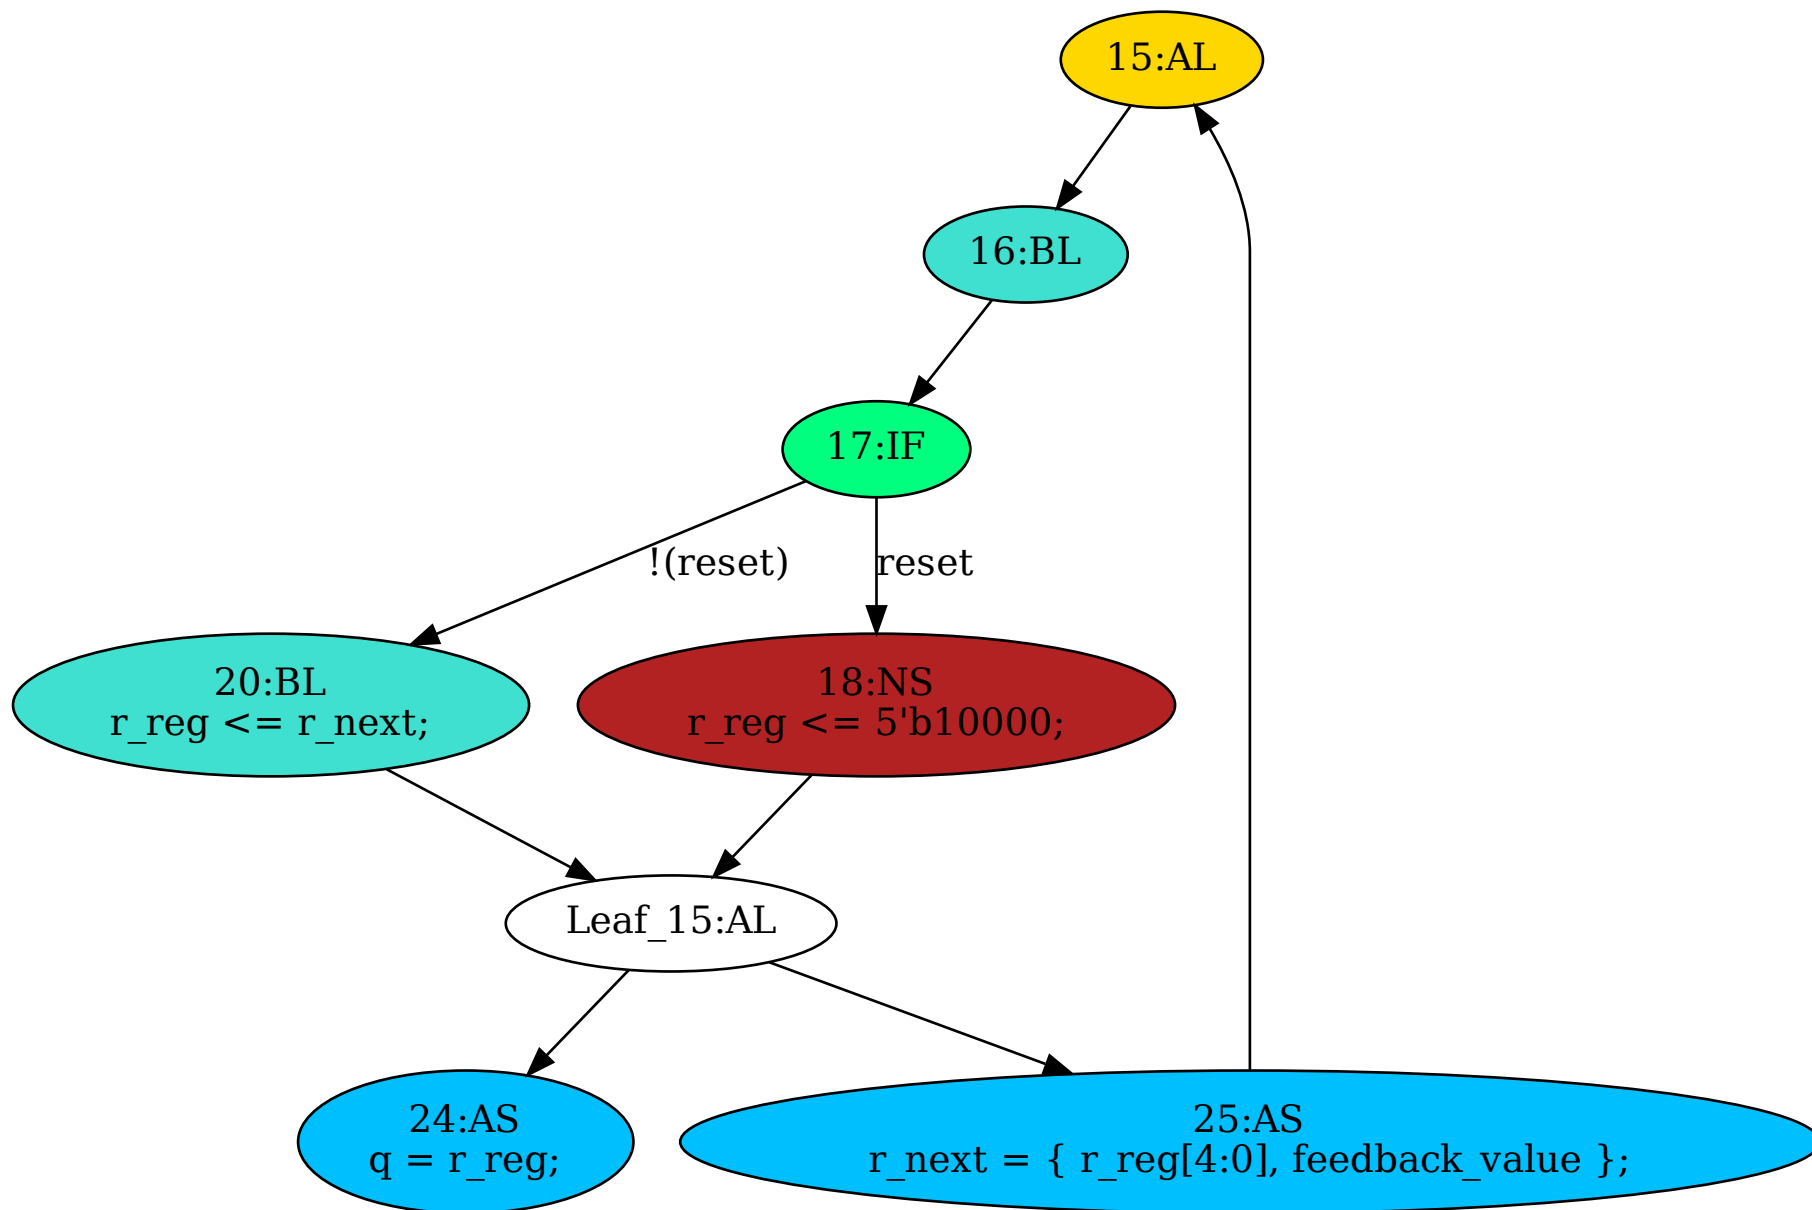 15:AL
16:BL
17:IF
!(reset)
reset
20:BL
r_reg <= r_next;
18:NS
r_reg <= 5'b10000;
Leaf_15:AL
24:AS
q = r_reg;
25:AS
r_next = { r_reg[4:0], feedback_value };